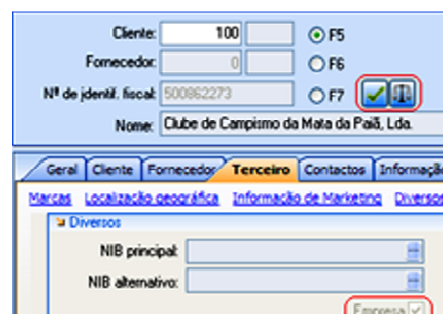 Cliente: 100 F5
Fornecedor: 0 F6
Nº de identif. fiscal: 500862273 F7
Nome: Clube de Campismo da Mata da Paiã, Lda.
Geral Cliente Fornecedor Terceiro Contactos Informaçã
Marcas Localização geográfica Informação de Marketing Diversos
Diversos
NIB principal:
NIB alternativo:
Empresa